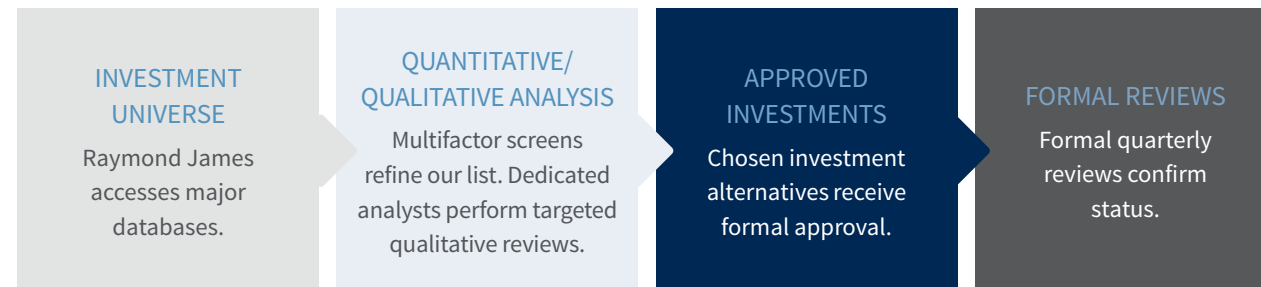 INVESTMENT
UNIVERSE
Raymond James
accesses major
databases.
QUANTITATIVE/
QUALITATIVE ANALYSIS
Multifactor screens
refine our list. Dedicated
analysts perform targeted
qualitative reviews.
APPROVED
INVESTMENTS
Chosen investment
alternatives receive
formal approval.
FORMAL REVIEWS
Formal quarterly
reviews confirm
status.